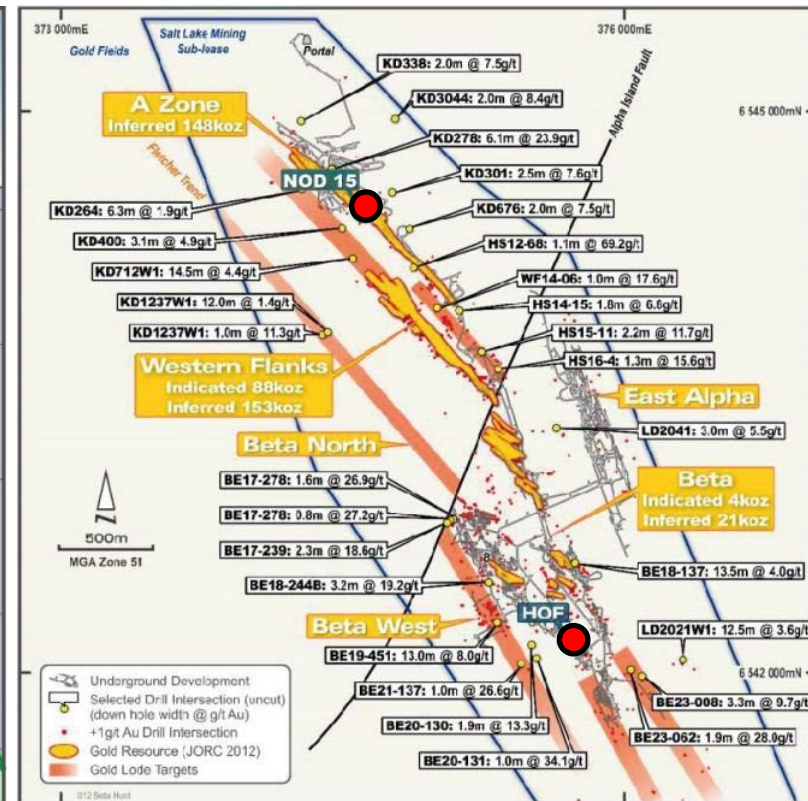 373 000mE
376 000mE
Gold Fields
Salt Lake Mining
Sub-lease
Portal
Alpha Island Fault
KD338: 2.0m @ 7.5g/t
KD3044: 2.0m @ 8.4g/t
6 545 000mN
A Zone
Inferred 148koz
KD278: 6.1m @ 23.9g/t
Fletcher Trend
NOD 15
KD301: 2.5m @ 7.6g/t
KD264: 6.3m @ 1.9g/t
KD676: 2.0m @ 7.5g/t
KD400: 3.1m @ 4.9g/t
HS12-68: 1.1m @ 69.2g/t
KD712W1: 14.5m @ 4.4g/t
WF14-06: 1.0m @ 17.6g/t
KD1237W1: 12.0m @ 1.4g/t
HS14-15: 1.8m @ 6.8g/t
KD1237W1: 1.0m @ 11.3g/t
HS15-11: 2.2m @ 11.7g/t
HS16-4: 1.3m @ 15.6g/t
Western Flanks
Indicated 88koz
Inferred 153koz
East Alpha
LD2041: 3.0m @ 5.5g/t
Beta North
BE17-278: 1.6m @ 26.9g/t
Beta
Indicated 4koz
Inferred 21koz
N
500m
MGA Zone 51
BE17-278: 0.8m @ 27.2g/t
BE17-239: 2.3m @ 18.6g/t
8
BE18-137: 13.5m @ 4.0g/t
BE18-244B: 3.2m @ 19.2g/t
HOF
Beta West
LD2021W1: 12.5m @ 3.6g/t
BE19-451: 13.0m @ 8.0g/t
6 542 000mN
BE21-137: 1.0m @ 26.6g/t
BE23-008: 3.3m @ 9.7g/t
BE20-130: 1.9m @ 13.3g/t
BE23-062: 1.9m @ 28.0g/t
BE20-131: 1.0m @ 34.1g/t
Underground Development
Selected Drill Intersection (uncut)
(down hole width @ g/t Au)
+1g/t Au Drill Intersection
Gold Resource (JORC 2012)
Gold Lode Targets
012 Beta Hunt